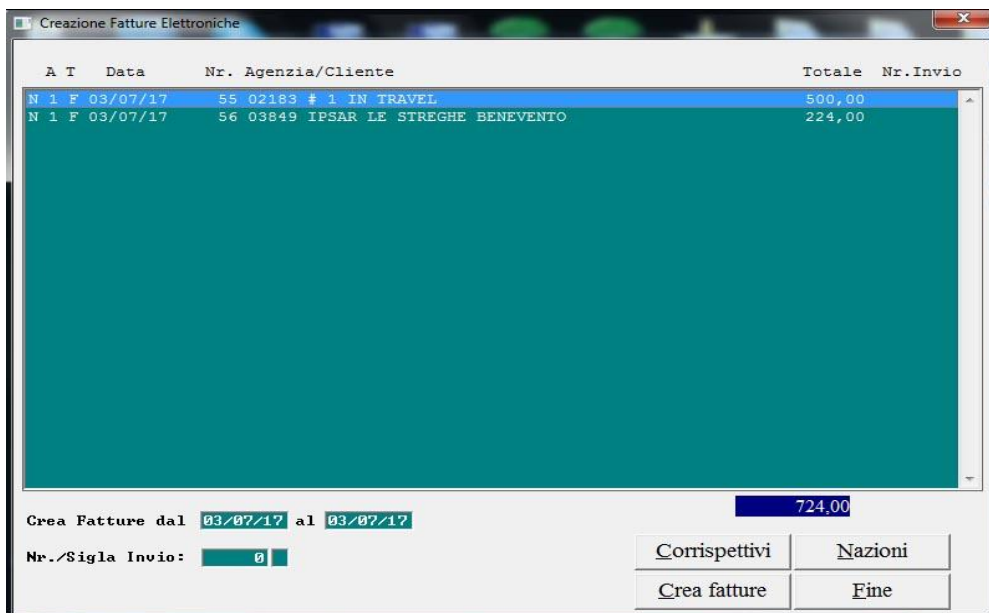 Creazione Fatture Elettroniche
A T Data Nr. Agenzia/Cliente Totale Nr.Invio
N 1 F 03/07/17 55 02183 # 1 IN TRAVEL 500,00
N 1 F 03/07/17 56 03849 IPSAR LE STREGHE BENEVENTO 224,00
724,00
Crea Fatture dal 03/07/17 al 03/07/17
Nr./Sigla Invio: 0
Corrispettivi Nazioni
Crea fatture Fine